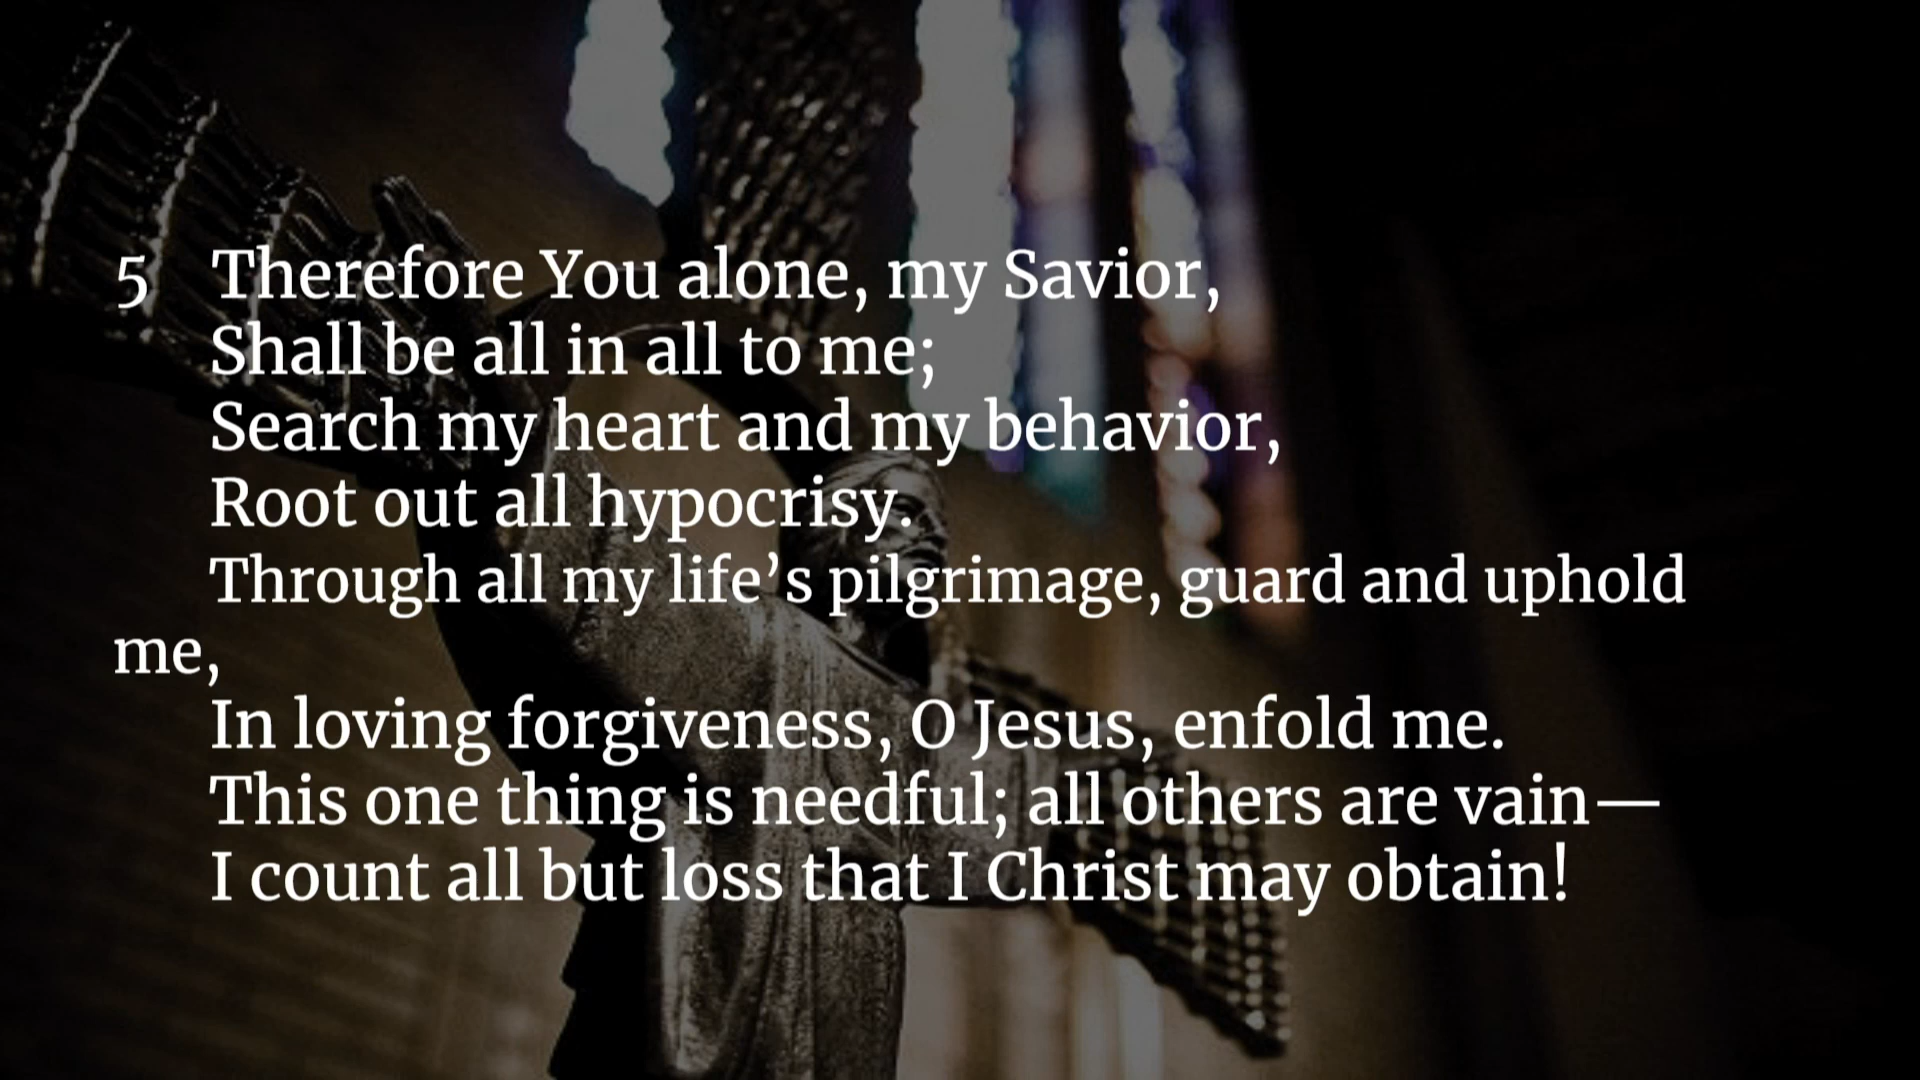 5 Therefore You alone, my Savior,
Shall be all in all to me;
Search my heart and my behavior,
Root out all hypocrisy.
Through all my life’s pilgrimage, guard and uphold
me,
In loving forgiveness, O Jesus, enfold me.
This one thing is needful; all others are vain—
I count all but loss that I Christ may obtain!